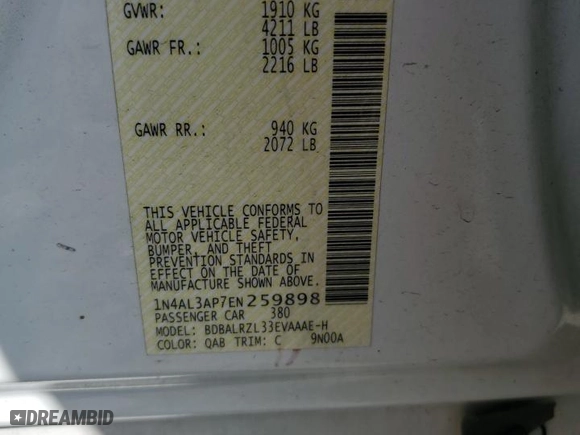 GVWR: 1910 KG
4211 LB
GAWR FR.: 1005 KG
2216 LB
GAWR RR.: 940 KG
2072 LB
THIS VEHICLE CONFORMS TO
ALL APPLICABLE FEDERAL
MOTOR VEHICLE SAFETY,
BUMPER, AND THEFT
PREVENTION STANDARDS IN
EFFECT ON THE DATE OF
MANUFACTURE SHOWN ABOVE.
1N4AL3AP7EN259898
PASSENGER CAR 380
MODEL: BDBALRZL33EVAAAE-H
COLOR: QAB TRIM: C 9N00A
DREAMBID